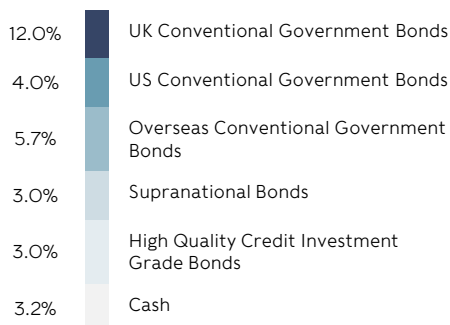 12.0% UK Conventional Government Bonds
4.0% US Conventional Government Bonds
5.7% Overseas Conventional Government
Bonds
3.0% Supranational Bonds
3.0% High Quality Credit Investment
Grade Bonds
3.2% Cash